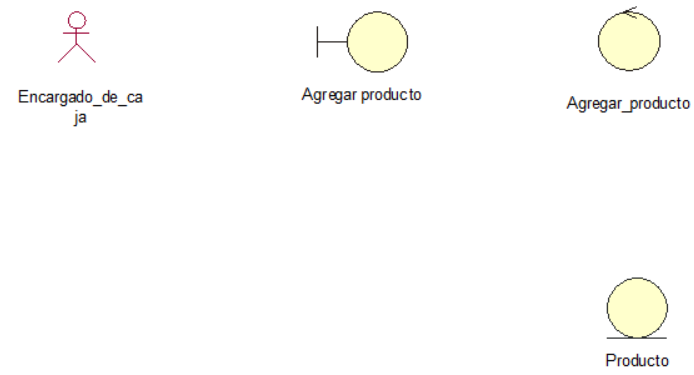 Encargado_de_ca
ja
Agregar producto
Agregar_producto
Producto